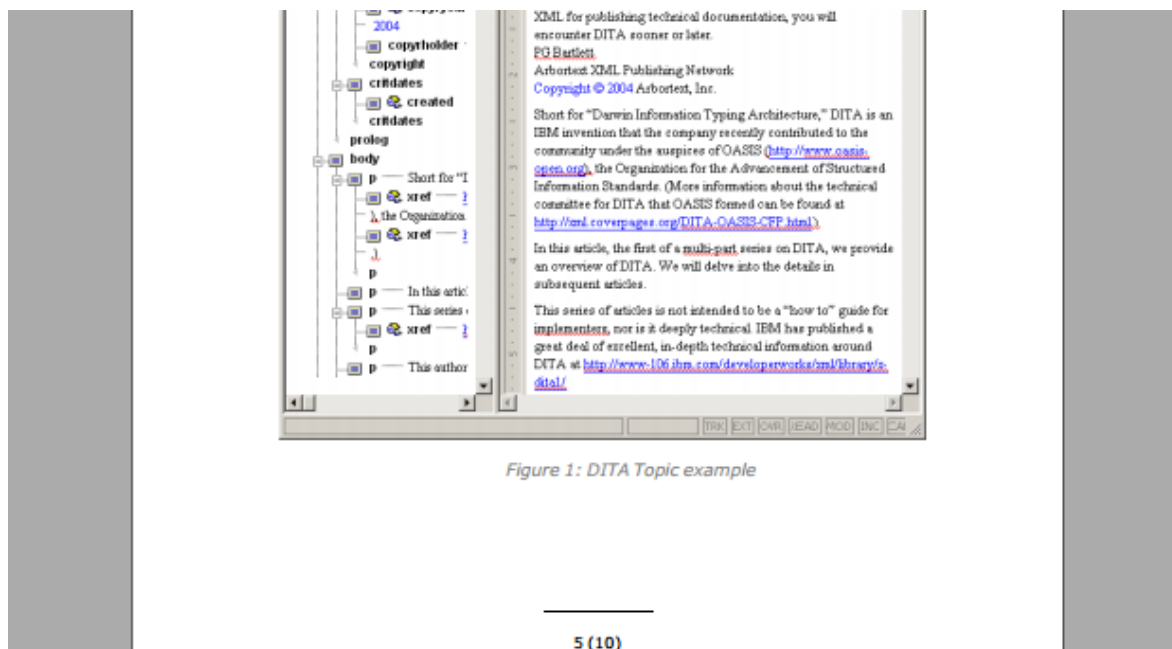 2004
copyrholder
copyright
critdates
created
critdates
prolog
body
p Short for "I
xref
), the Organization
xref
).
p
p In this artic
p This series
xref
p
p This author
XML for publishing technical documentation, you will
encounter DITA sooner or later.
PG Bartlett
Arbortext XML Publishing Network
Copyright © 2004 Arbortext, Inc.
Short for "Darwin Information Typing Architecture," DITA is an
IBM invention that the company recently contributed to the
community under the auspices of OASIS (http://www.oasis-
open.org), the Organization for the Advancement of Structured
Information Standards. (More information about the technical
committee for DITA that OASIS formed can be found at
http://xml.coverpages.org/DITA-OASIS-CFP.html).
In this article, the first of a multi-part series on DITA, we provide
an overview of DITA. We will delve into the details in
subsequent articles.
This series of articles is not intended to be a "how to" guide for
implementers, nor is it deeply technical. IBM has published a
great deal of excellent, in-depth technical information around
DITA at http://www-106.ibm.com/developerworks/xml/library/x-
dita1/
TRK EXT OVR READ MOD INC CAI
Figure 1: DITA Topic example
5 (10)